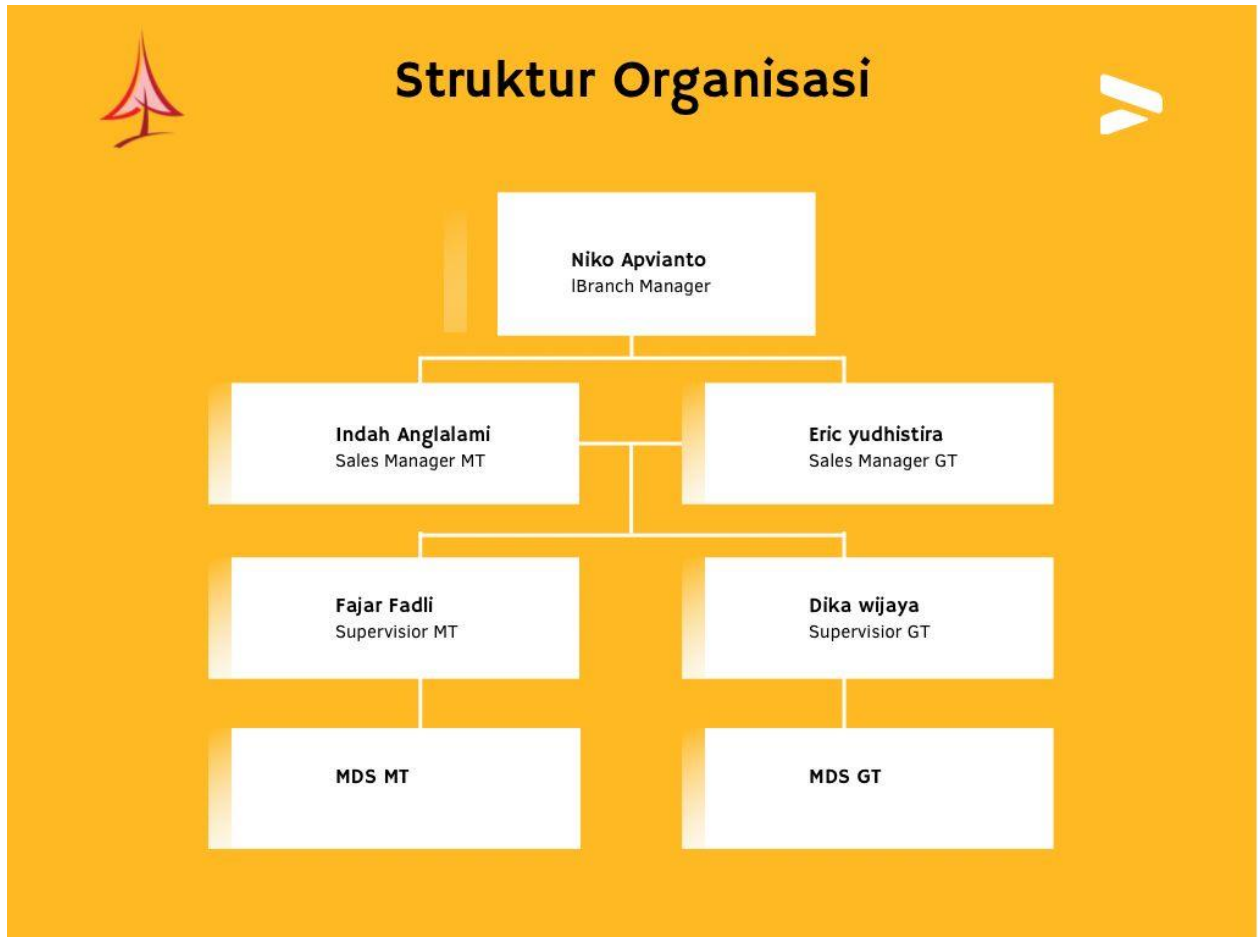 Struktur Organisasi
Niko Apvianto
lBranch Manager
Indah Anglalami
Sales Manager MT
Eric yudhistira
Sales Manager GT
Fajar Fadli
Supervisior MT
Dika wijaya
Supervisior GT
MDS MT
MDS GT